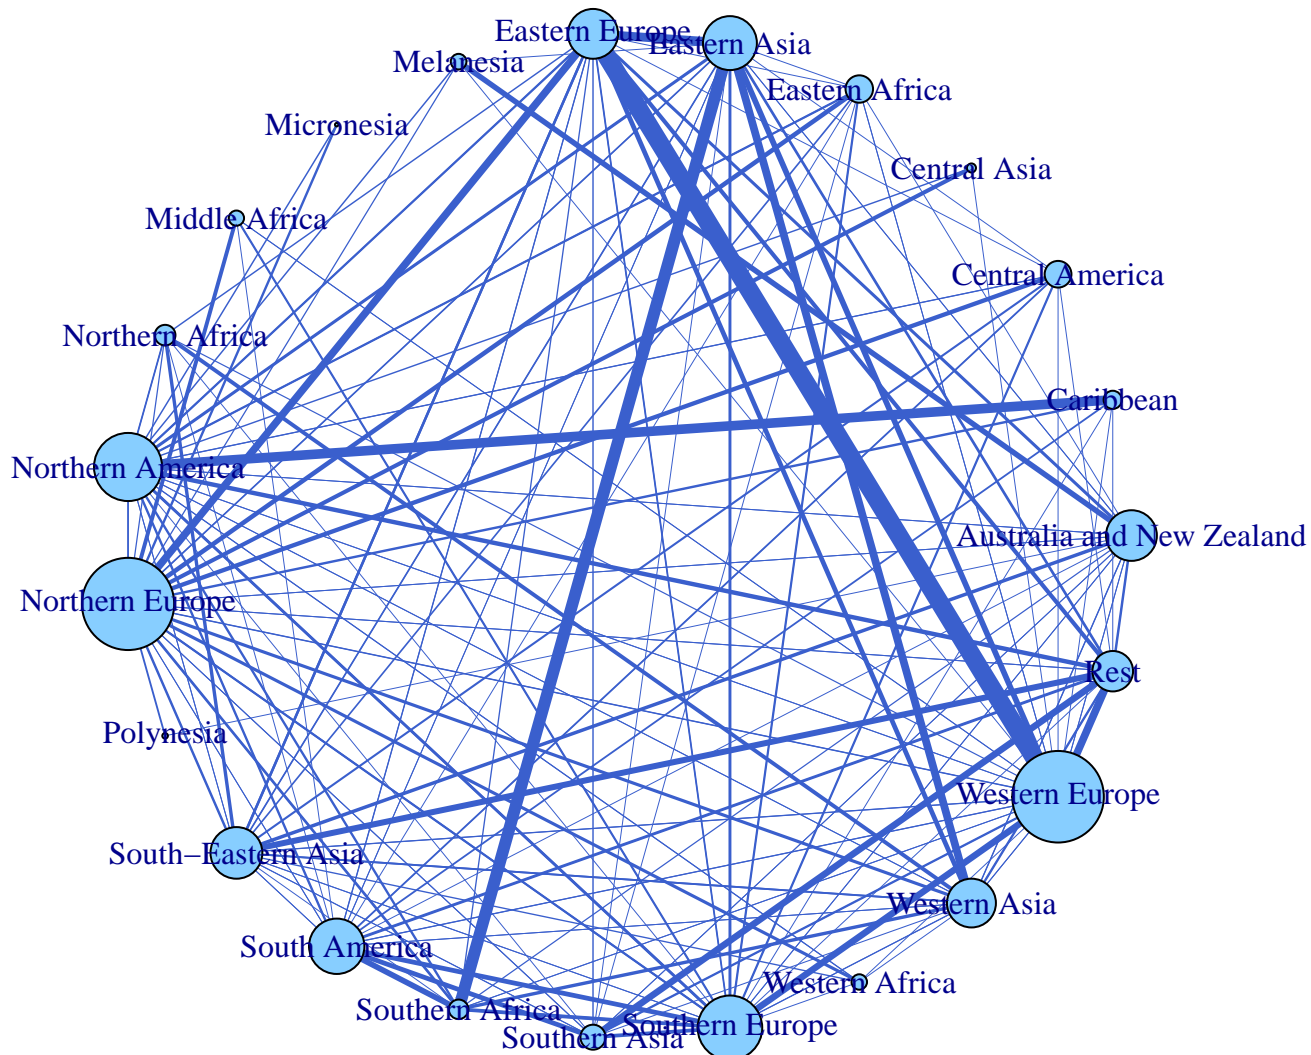 Eastern Europe
Eastern Asia
Melanesia
Eastern Africa
Micronesia
Central Asia
Middle Africa
Central America
Northern Africa
Caribbean
Northern America
Australia and New Zealand
Northern Europe
Rest
Polynesia
Western Europe
South−Eastern Asia
Western Asia
South America
Western Africa
Southern Africa
Southern Europe
Southern Asia